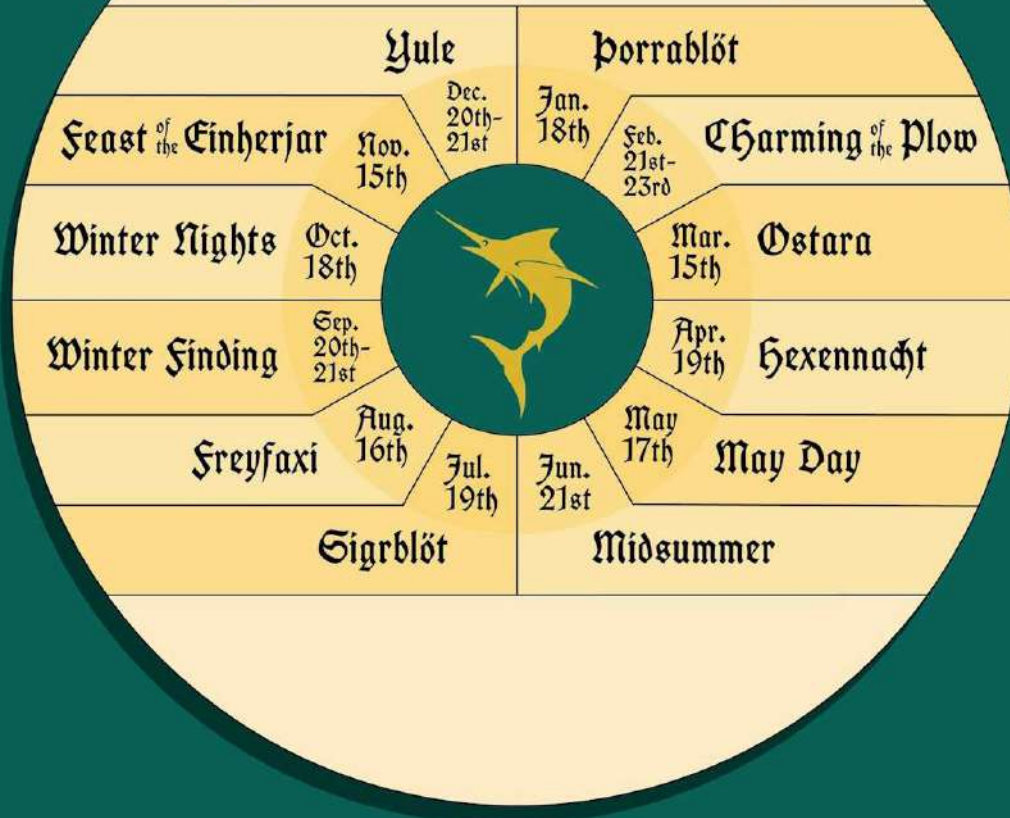 Yule
Dec.
20th-
21st
Þorrablöt
Jan.
18th
Feast of the Einherjar
Nov.
15th
CHarming of the Plow
Feb.
21st-
23rd
Winter Nights
Oct.
18th
Ostara
Mar.
15th
Winter Finding
Sep.
20th-
21st
Hexennacht
Apr.
19th
Freyfaxi
Aug.
16th
May Day
May
17th
Sigrblöt
Jul.
19th
Midsummer
Jun.
21st